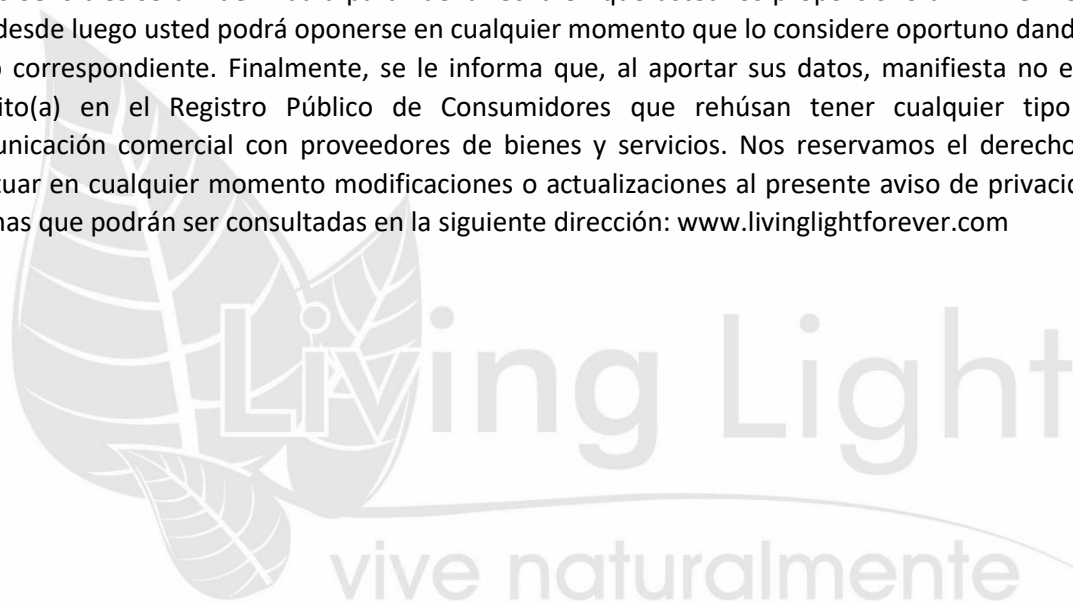 desde luego usted podrá oponerse en cualquier momento que lo considere oportuno dand
correspondiente. Finalmente, se le informa que, al aportar sus datos, manifiesta no e
ito(a) en el Registro Público de Consumidores que rehúsan tener cualquier tipo
unicación comercial con proveedores de bienes y servicios. Nos reservamos el derecho
tuar en cualquier momento modificaciones o actualizaciones al presente aviso de privacid
mas que podrán ser consultadas en la siguiente dirección: www.livinglightforever.com
Living Light
vive naturalmente